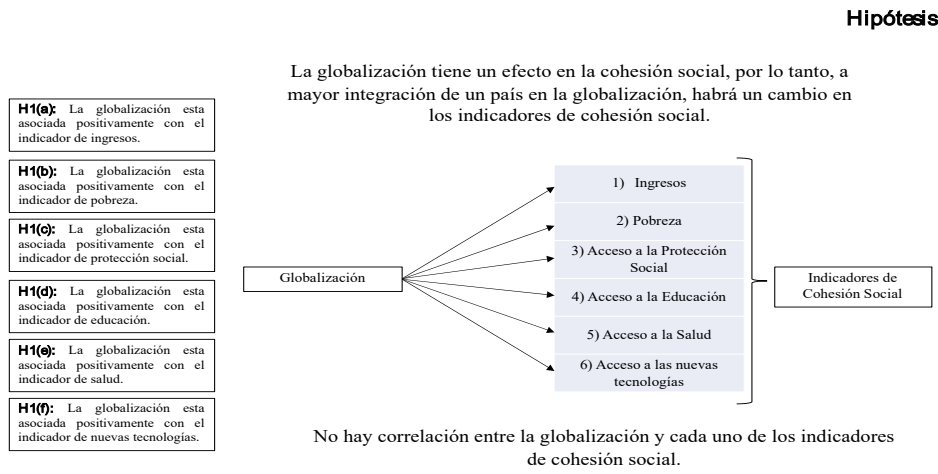 Hipótesis
La globalización tiene un efecto en la cohesión social, por lo tanto, a
mayor integración de un país en la globalización, habrá un cambio en
los indicadores de cohesión social.
H1(a): La globalización esta
asociada positivamente con el
indicador de ingresos.
H1(b): La globalización esta
asociada positivamente con el
indicador de pobreza.
H1(c): La globalización esta
asociada positivamente con el
indicador de protección social.
H1(d): La globalización esta
asociada positivamente con el
indicador de educación.
H1(e): La globalización esta
asociada positivamente con el
indicador de salud.
H1(f): La globalización esta
asociada positivamente con el
indicador de nuevas tecnologías.
Globalización
1) Ingresos
2) Pobreza
3) Acceso a la Protección
Social
4) Acceso a la Educación
5) Acceso a la Salud
6) Acceso a las nuevas
tecnologías
Indicadores de
Cohesión Social
No hay correlación entre la globalización y cada uno de los indicadores
de cohesión social.